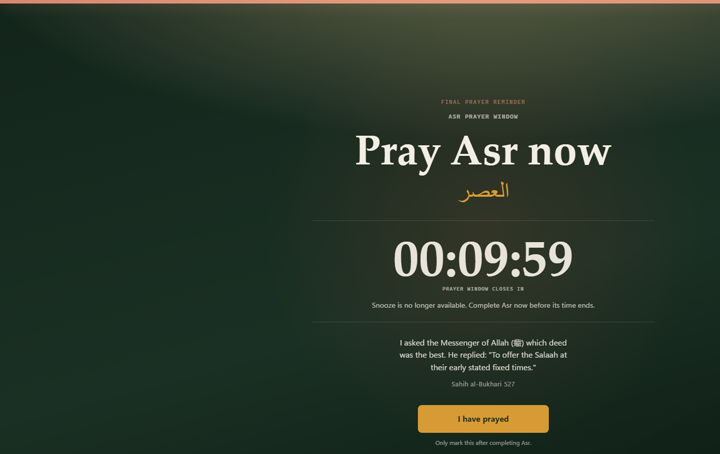 FINAL PRAYER REMINDER
ASR PRAYER WINDOW
Pray Asr now
العصر
00:09:59
PRAYER WINDOW CLOSES IN
Snooze is no longer available. Complete Asr now before its time ends.
I asked the Messenger of Allah (ﷺ) which deed
was the best. He replied: "To offer the Salaah at
their early stated fixed times."
Sahih al-Bukhari 527
I have prayed
Only mark this after completing Asr.